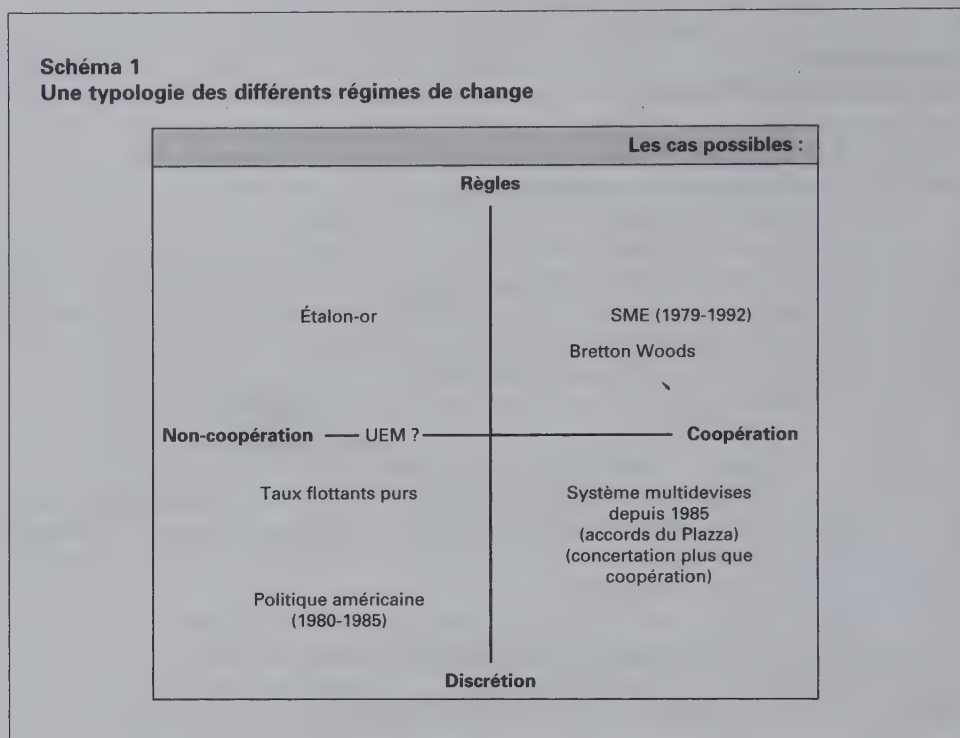 Schéma 1
Une typologie des différents régimes de change
Les cas possibles :
Règles
Étalon-or
SME (1979-1992)
Bretton Woods
Non-coopération
UEM ?
Coopération
Taux flottants purs
Système multidevises
depuis 1985
(accords du Plazza)
(concertation plus que
coopération)
Politique américaine
(1980-1985)
Discrétion